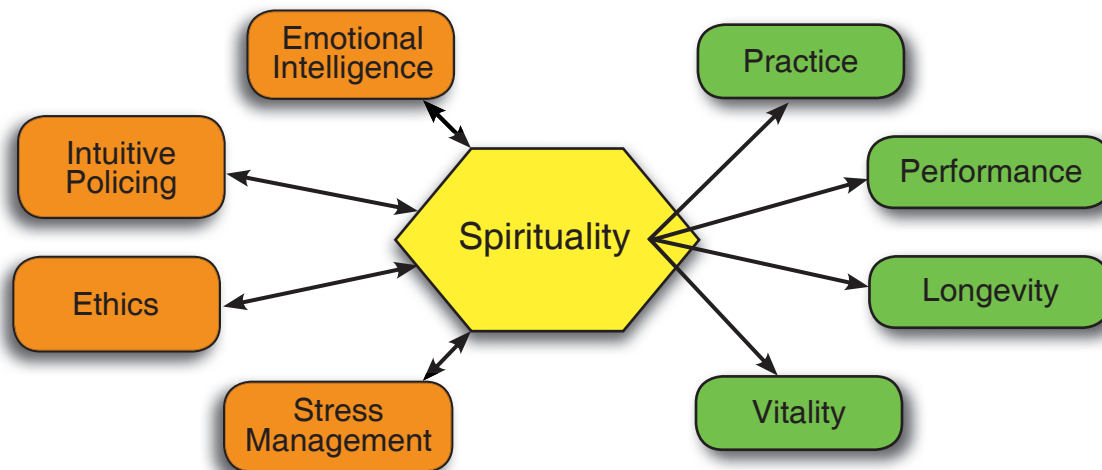 Emotional
Intelligence
Practice
Intuitive
Policing
Performance
Spirituality
Ethics
Longevity
Stress
Management
Vitality